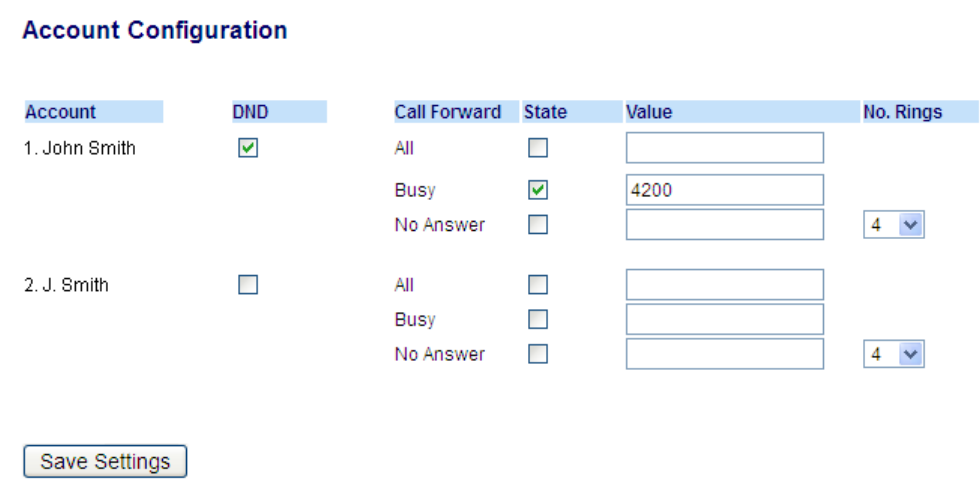 Account Configuration
Account DND Call Forward State Value No. Rings
1. John Smith All
Busy 4200
No Answer 4
2. J. Smith All
Busy
No Answer 4
Save Settings